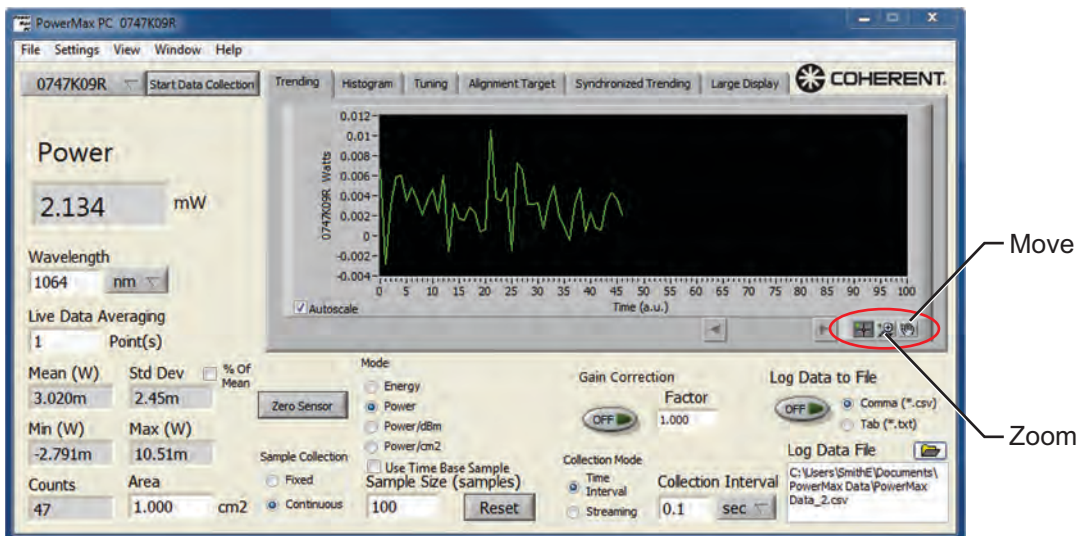 PowerMax PC 0747K09R
File Settings View Window Help
0747K09R Start Data Collection Trending Histogram Tuning Alignment Target Synchronized Trending Large Display COHERENT
Power
2.134 mW
Wavelength
1064 nm
Live Data Averaging
1 Point(s)
0747K09R Watts
0.012
0.01
0.008
0.006
0.004
0.002
0
-0.002
-0.004
0 5 10 15 20 25 30 35 40 45 50 55 60 65 70 75 80 85 90 95 100
Autoscale Time (a.u.)
Move
Zoom
Mean (W) Std Dev % Of Mean
3.020m 2.45m
Min (W) Max (W)
-2.791m 10.51m
Counts Area
47 1.000 cm2
Zero Sensor
Sample Collection
Fixed
Continuous
Mode
Energy
Power
Power/dBm
Power/cm2
Use Time Base Sample
Sample Size (samples)
100 Reset
Gain Correction
Factor
OFF 1.000
Collection Mode
Time Interval
Streaming
Collection Interval
0.1 sec
Log Data to File
OFF Comma (*.csv)
Tab (*.txt)
Log Data File
C:\Users\SmithE\Documents\
PowerMax Data\PowerMax
Data_2.csv